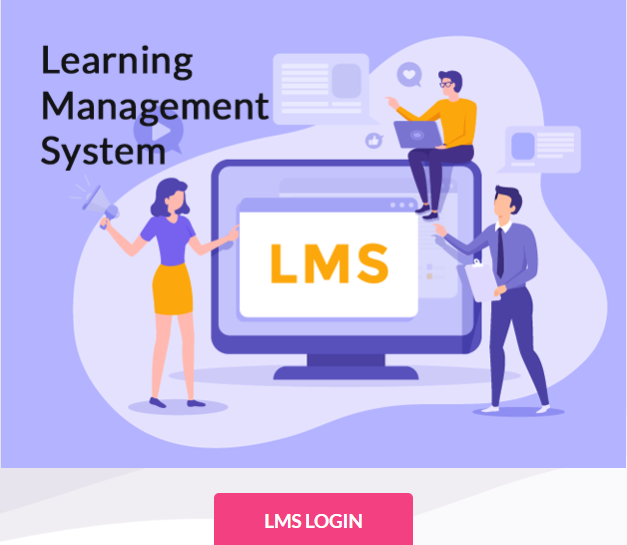 Learning
Management
System
LMS
LMS LOGIN